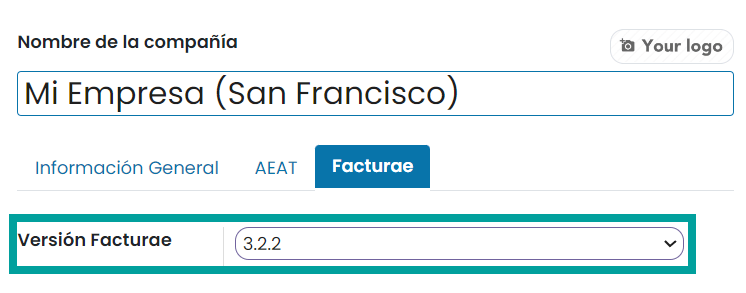 Nombre de la compañía
Your logo
Mi Empresa (San Francisco)
Información General AEAT Facturae
Versión Facturae 3.2.2